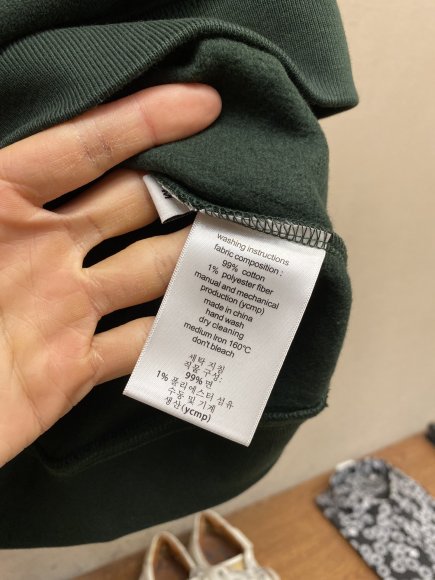 washing instructions
fabric composition :
99% cotton
1% polyester fiber
manual and mechanical
production (ycmp)
made in china
hand wash
dry cleaning
medium Iron 160°C
don't bleach
세탁 지침
직물 구성:
99% 면
1% 폴리에스터 섬유
수동 및 기계
생산(ycmp)